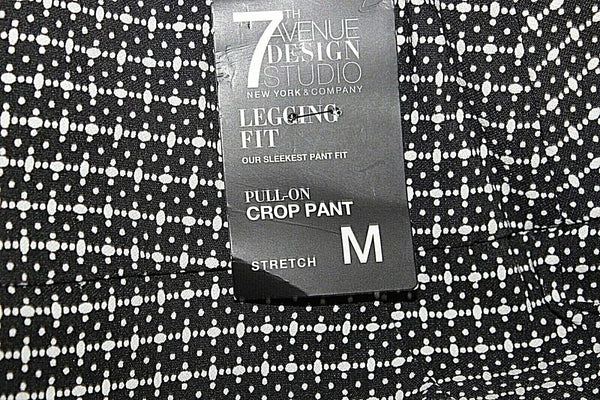 7TH
AVENUE
DESIGN
STUDIO
NEW YORK & COMPANY
LEGGING
FIT
OUR SLEEKEST PANT FIT
PULL-ON
CROP PANT
STRETCH M